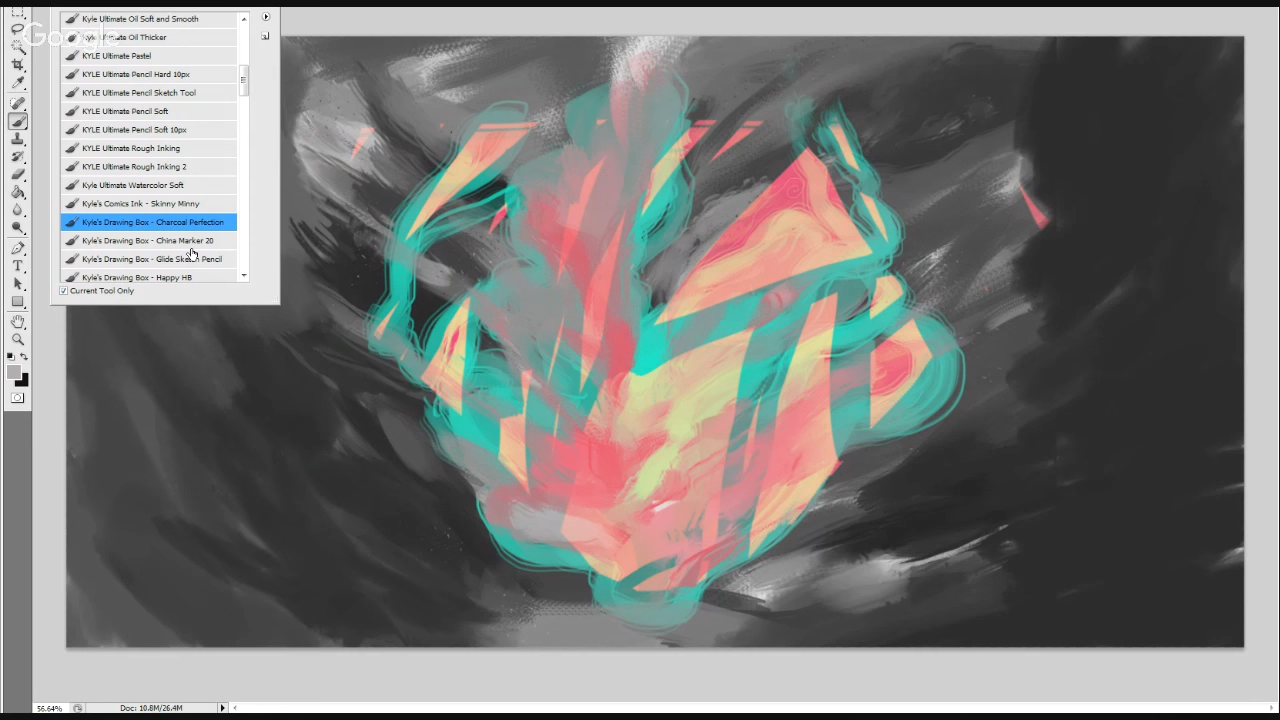 Kyle Ultimate Oil Soft and Smooth
Google
Kyle Ultimate Oil Thicker
KYLE Ultimate Pastel
KYLE Ultimate Pencil Hard 10px
KYLE Ultimate Pencil Sketch Tool
KYLE Ultimate Pencil Soft
KYLE Ultimate Pencil Soft 10px
KYLE Ultimate Rough Inking
KYLE Ultimate Rough Inking 2
Kyle Ultimate Watercolor Soft
Kyle's Comics Ink - Skinny Minny
Kyle's Drawing Box - Charcoal Perfection
Kyle's Drawing Box - China Marker 20
Kyle's Drawing Box - Glide Sketch Pencil
Kyle's Drawing Box - Happy HB
Current Tool Only
56.64%
Doc: 10.8M/26.4M